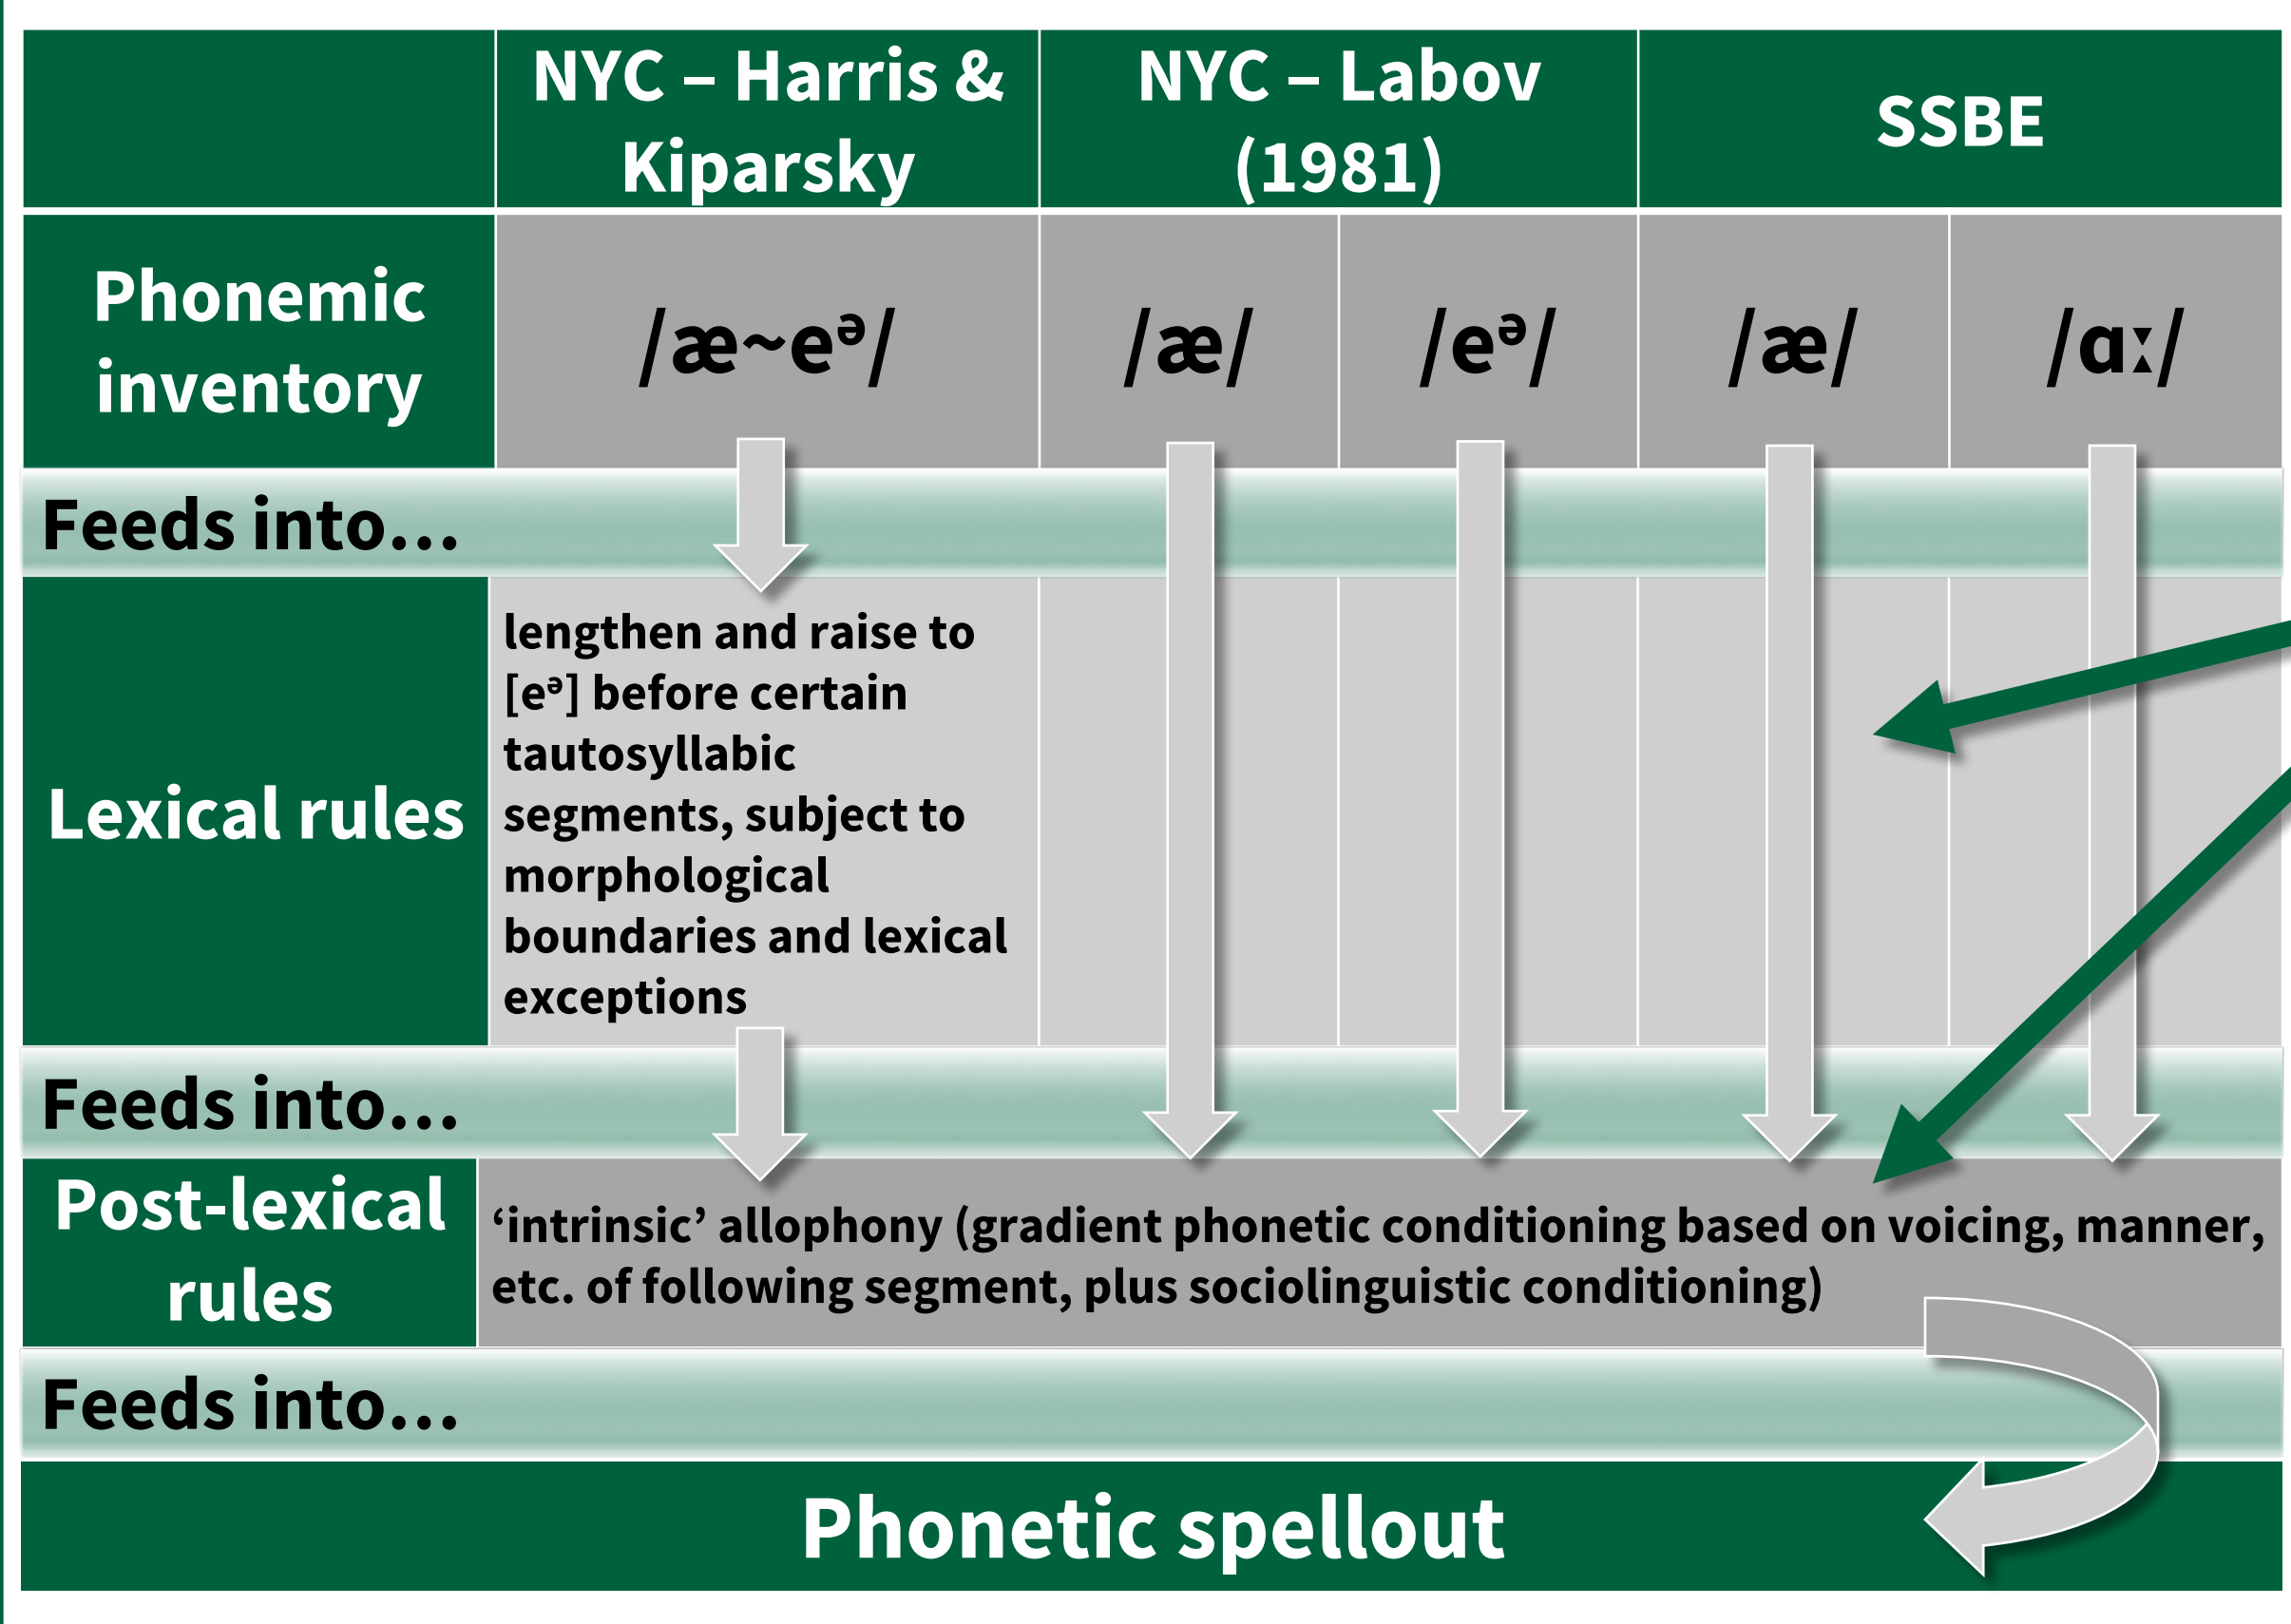 NYC – Harris &
Kiparsky
NYC – Labov
(1981)
SSBE
Phonemic
inventory
/æ~eᵊ/
/æ/
/eᵊ/
/æ/
/ɑː/
Feeds into…
Lexical rules
lengthen and raise to
[eᵊ] before certain
tautosyllabic
segments, subject to
morphological
boundaries and lexical
exceptions
Feeds into…
Post-lexical
rules
‘intrinsic’ allophony (gradient phonetic conditioning based on voicing, manner,
etc. of following segment, plus sociolinguistic conditioning)
Feeds into…
Phonetic spellout